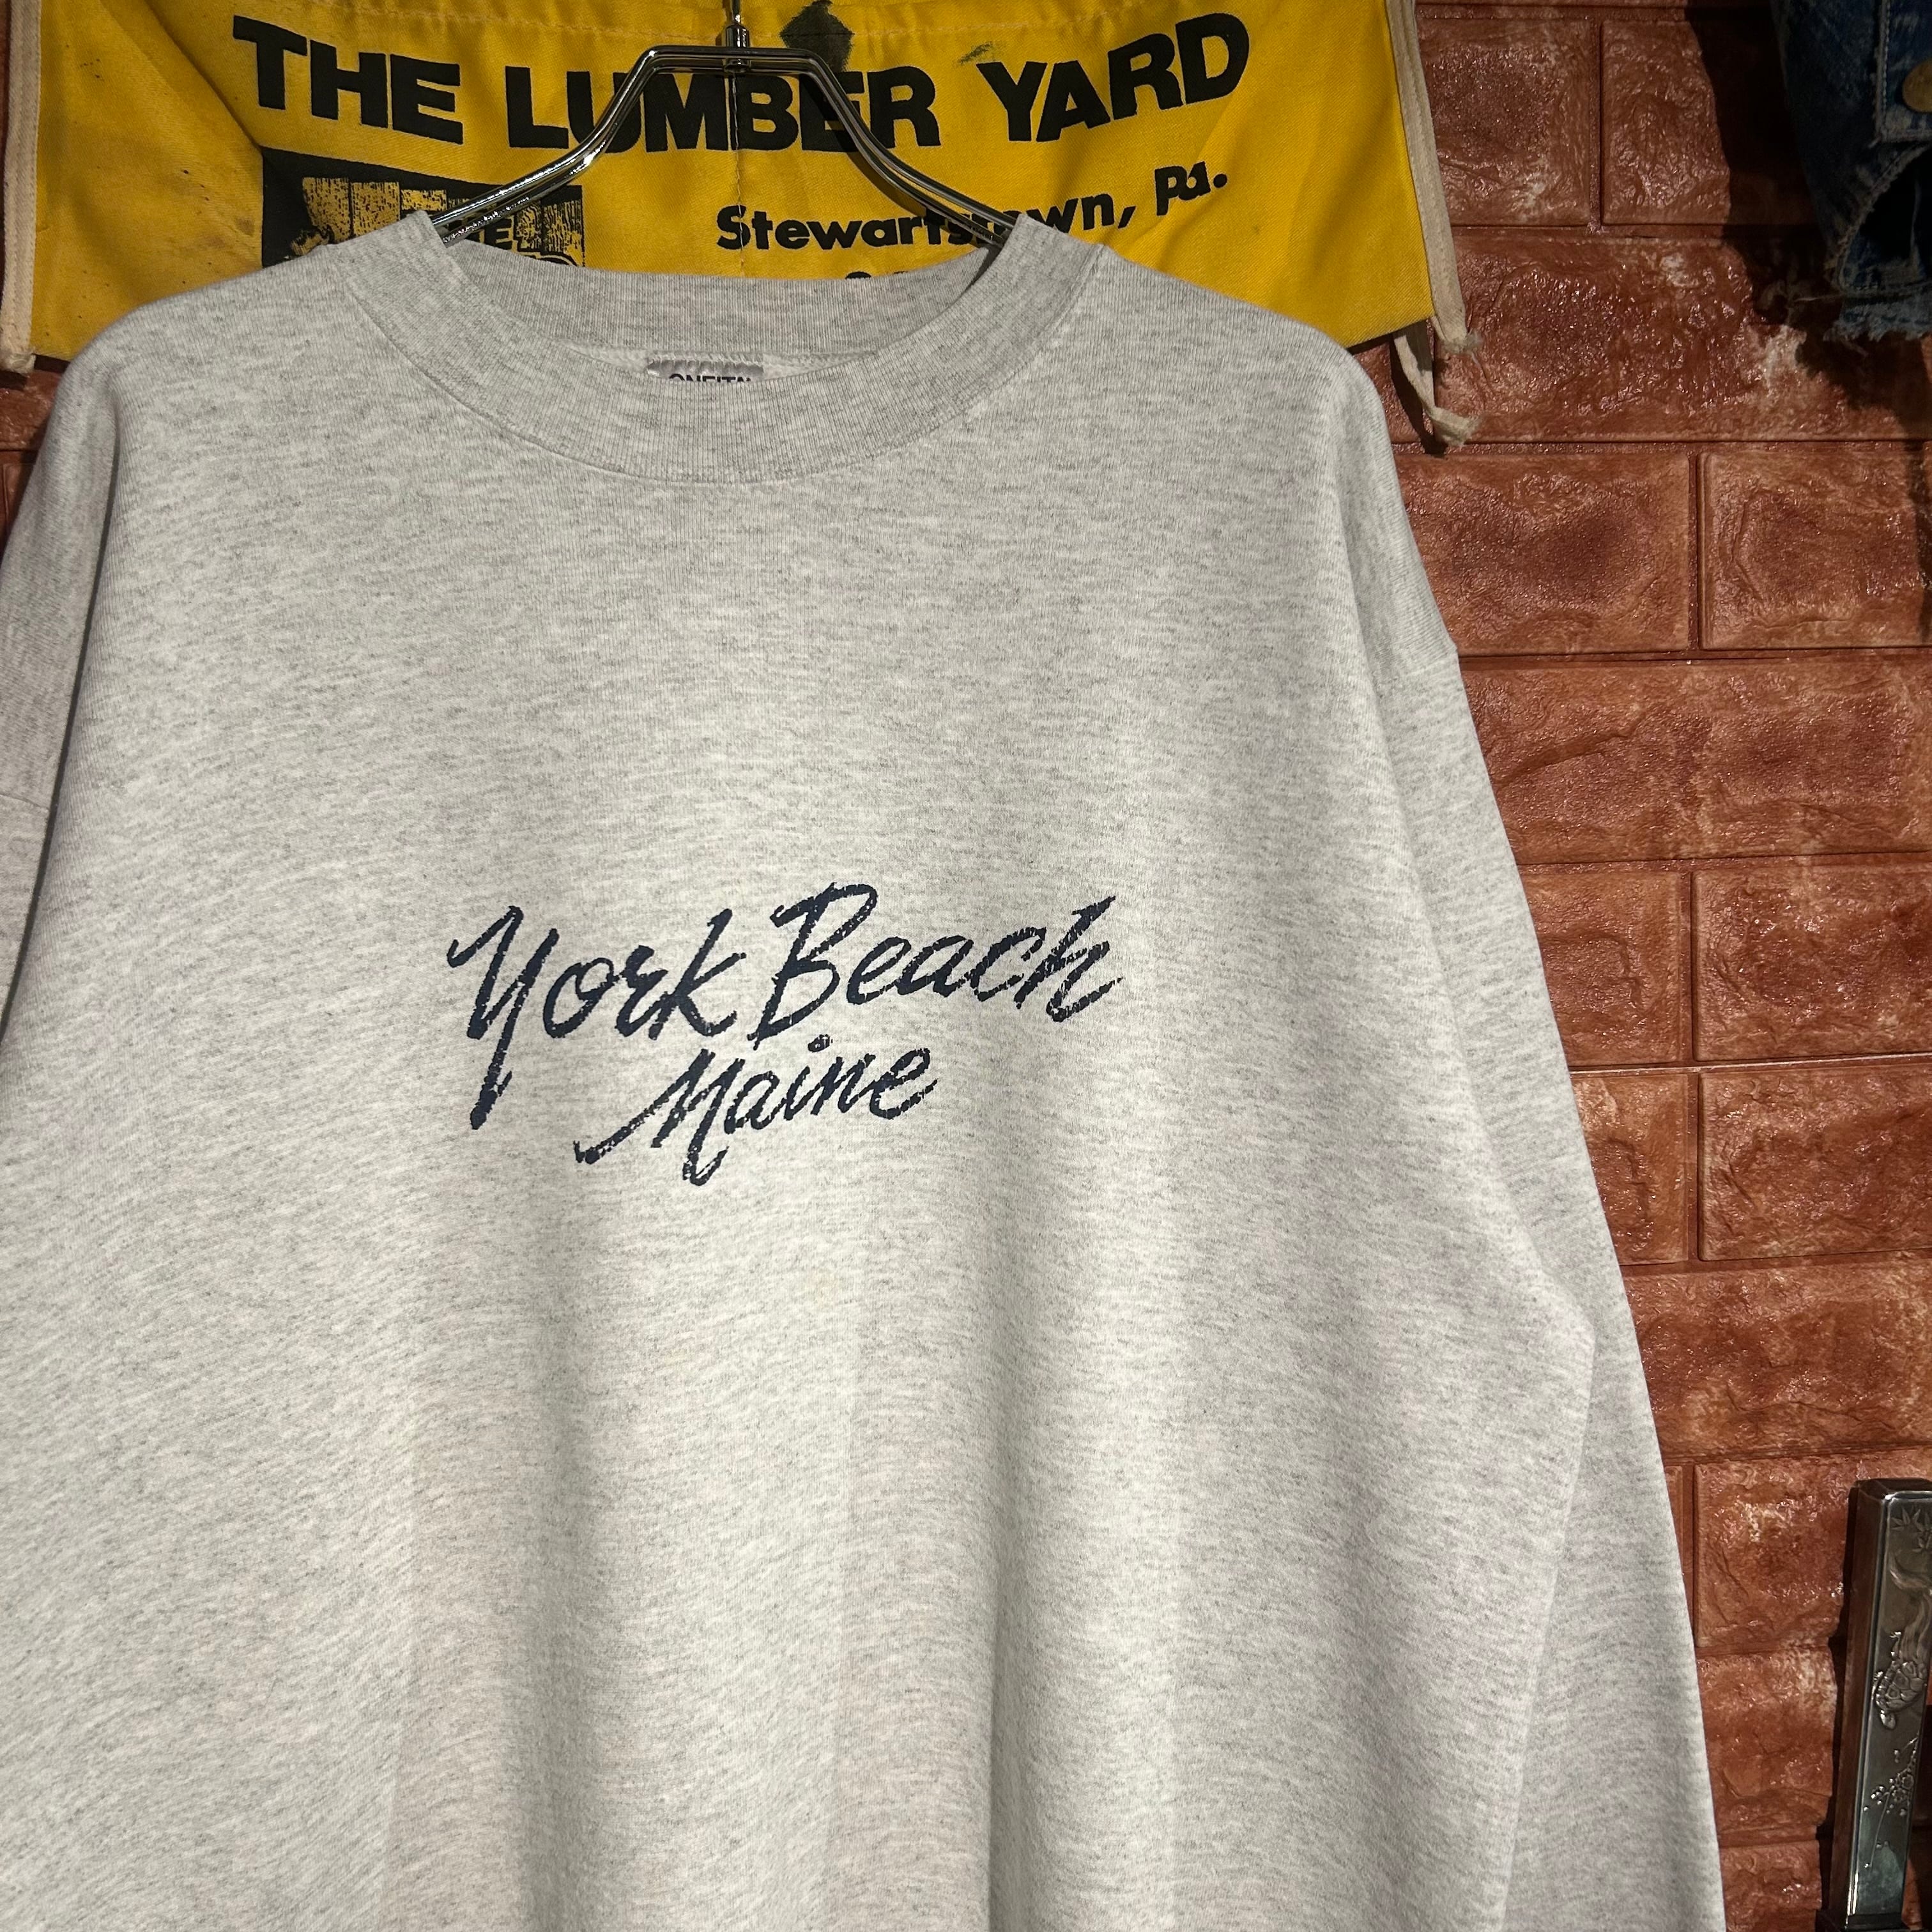 THE LUMBER YARD
Stewartstown, Pa.
York Beach
Maine